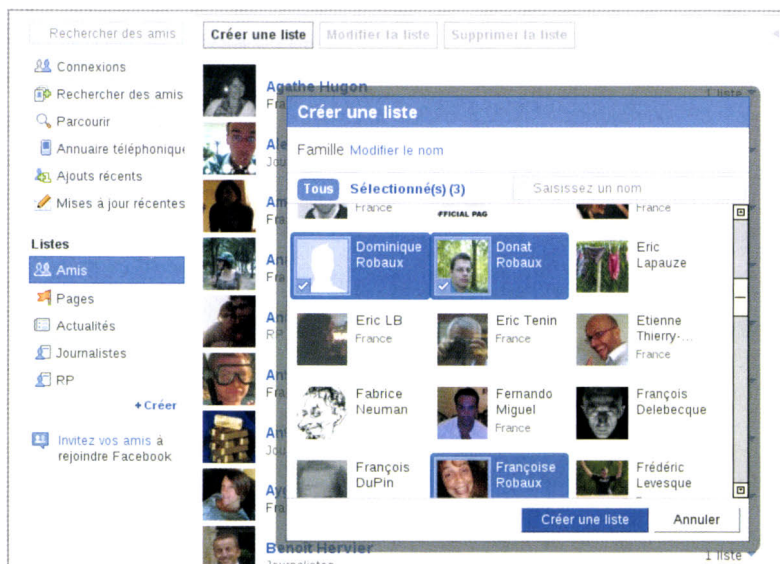 Rechercher des amis
Créer une liste
Modifier la liste
Supprimer la liste
Connexions
Rechercher des amis
Parcourir
Annuaire téléphonique
Ajouts récents
Mises à jour récentes
Listes
Amis
Pages
Actualités
Journalistes
RP
+Créer
Invitez vos amis à
rejoindre Facebook
Agathe Hugon
1 liste
Créer une liste
Famille Modifier le nom
Tous
Sélectionné(s) (3)
Saisissez un nom
France
FFICIAL PAG
France
Dominique
Robaux
Donat
Robaux
Eric
Lapauze
Eric LB
France
Eric Tenin
France
Etienne
Thierry-...
France
Fabrice
Neuman
Fernando
Miguel
France
François
Delebecque
François
DuPin
Françoise
Robaux
Frédéric
Levesque
Créer une liste
Annuler
Benoit Hervier
1 liste